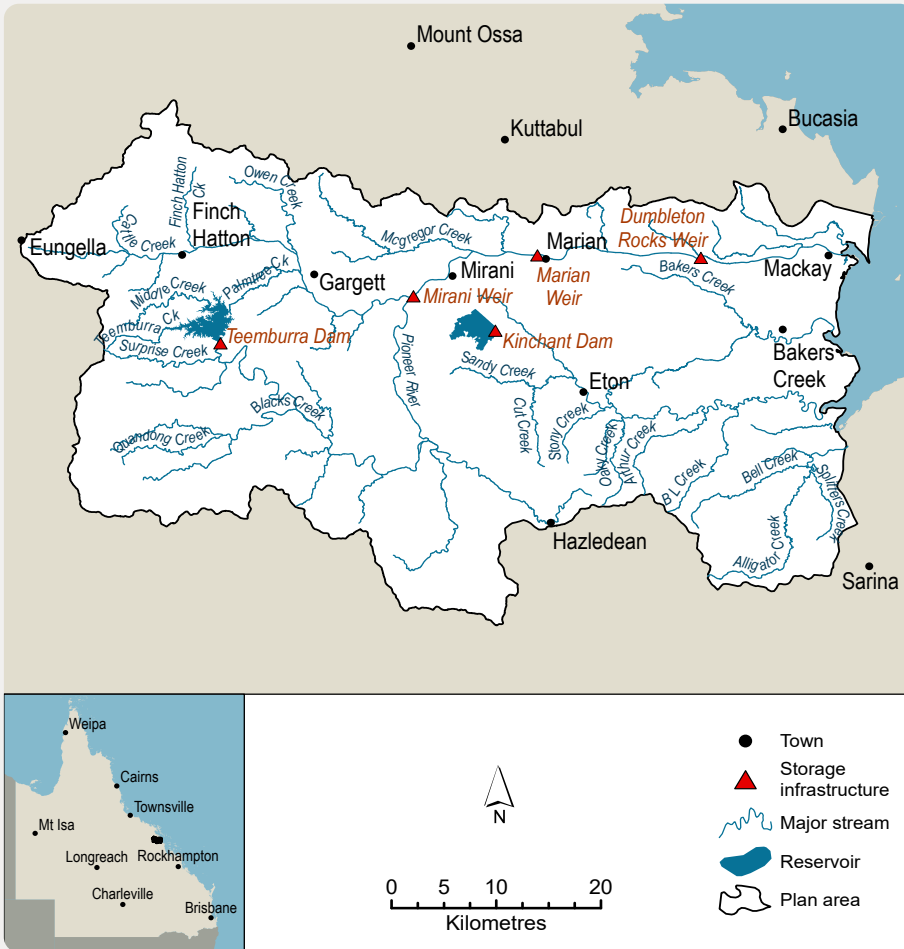 Mount Ossa
Bucasia
Kuttabul
Owen Creek
Finch Hatton
Ck
Finch
Hatton
Cattle Creek
Eungella
Mcgregor Creek
Dumbleton
Rocks Weir
Marian
Marian
Weir
Mackay
Bakers Creek
Palmtree Ck
Gargett
Mirani
Mirani Weir
Middle Creek
Teemburra
Ck
Surprise Creek
Teemburra Dam
Kinchant Dam
Pioneer River
Sandy Creek
Bakers
Creek
Eton
Cut Creek
Stony Creek
Oaky Creek
Arthur Creek
Blacks Creek
Quandong Creek
B L Creek
Bell Creek
Splitters Creek
Alligator Creek
Hazledean
Sarina
Weipa
Cairns
Townsville
Mt Isa
Longreach
Rockhampton
Charleville
Brisbane
N
0 5 10 20
Kilometres
Town
Storage
infrastructure
Major stream
Reservoir
Plan area